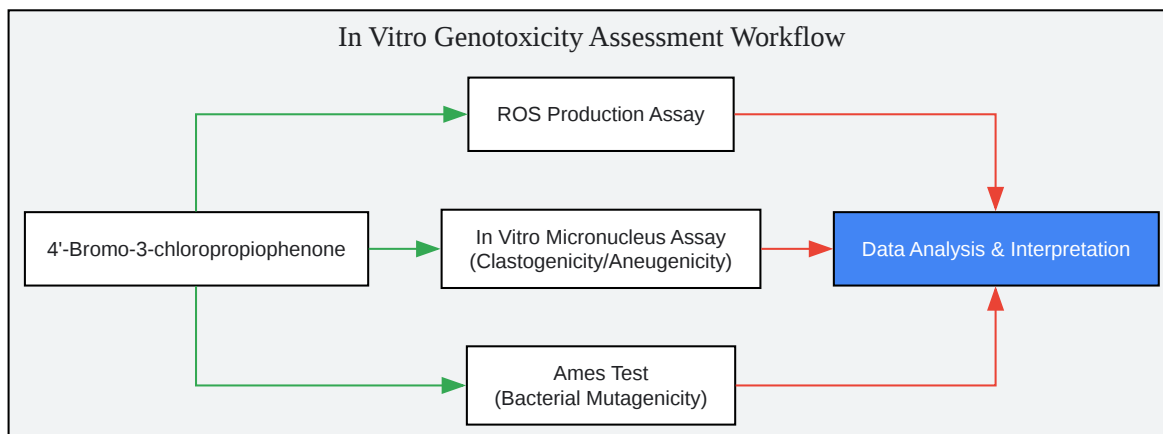 In Vitro Genotoxicity Assessment Workflow
ROS Production Assay
4'-Bromo-3-chloropropiophenone
In Vitro Micronucleus Assay
(Clastogenicity/Aneugenicity)
Data Analysis & Interpretation
Ames Test
(Bacterial Mutagenicity)